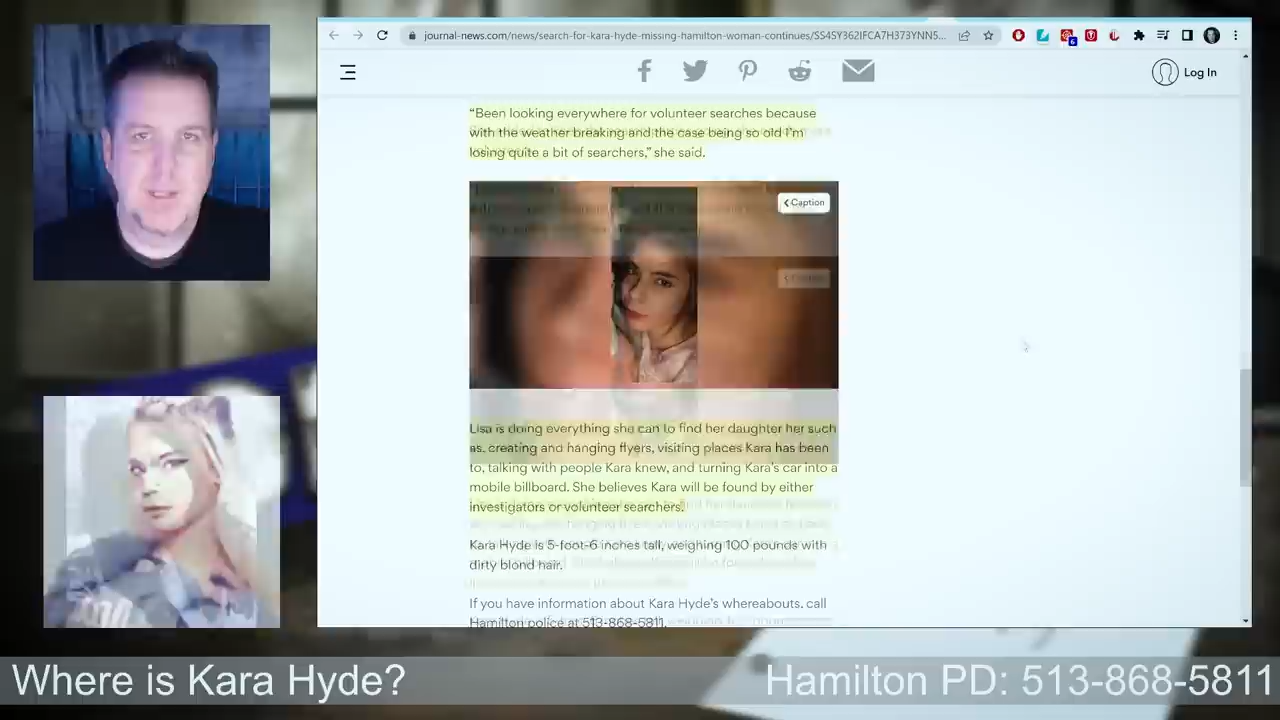 journal-news.com/news/search-for-kara-hyde-missing-hamilton-woman-continues/SS45Y362IFCA7H373YNN5...
6
Log In
“Been looking everywhere for volunteer searches because
with the weather breaking and the case being so old I’m
losing quite a bit of searchers,” she said.
Caption
Lisa is doing everything she can to find her daughter her such
as. creating and hanging flyers, visiting places Kara has been
to, talking with people Kara knew, and turning Kara’s car into a
mobile billboard. She believes Kara will be found by either
investigators or volunteer searchers.
Kara Hyde is 5-foot-6 inches tall, weighing 100 pounds with
dirty blond hair.
If you have information about Kara Hyde’s whereabouts. call
Hamilton police at 513-868-5811.
Where is Kara Hyde?
Hamilton PD: 513-868-5811